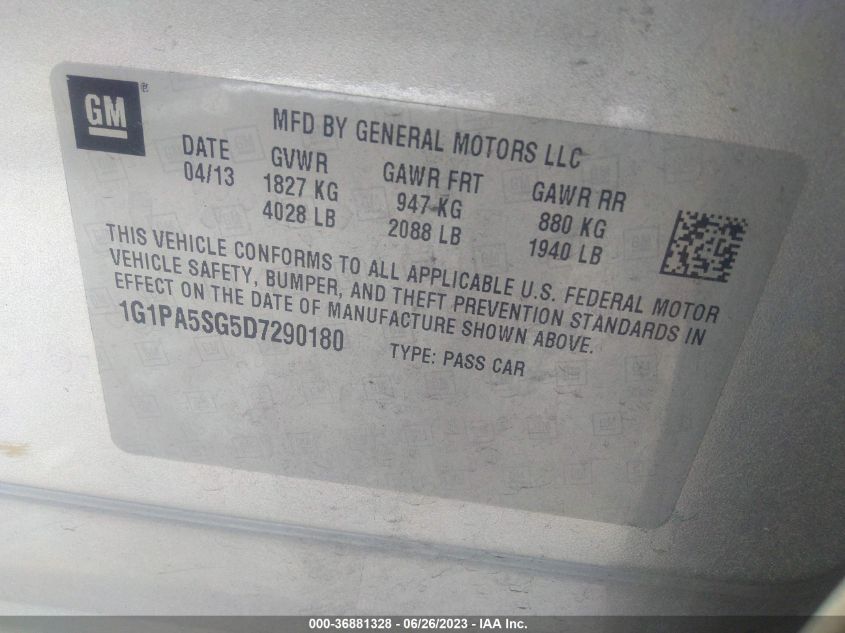 GM®
MFD BY GENERAL MOTORS LLC
DATE GVWR GAWR FRT GAWR RR
04/13 1827 KG 947 KG 880 KG
4028 LB 2088 LB 1940 LB
THIS VEHICLE CONFORMS TO ALL APPLICABLE U.S. FEDERAL MOTOR
VEHICLE SAFETY, BUMPER, AND THEFT PREVENTION STANDARDS IN
EFFECT ON THE DATE OF MANUFACTURE SHOWN ABOVE.
1G1PA5SG5D7290180 TYPE: PASS CAR
000-36881328 - 06/26/2023 - IAA Inc.